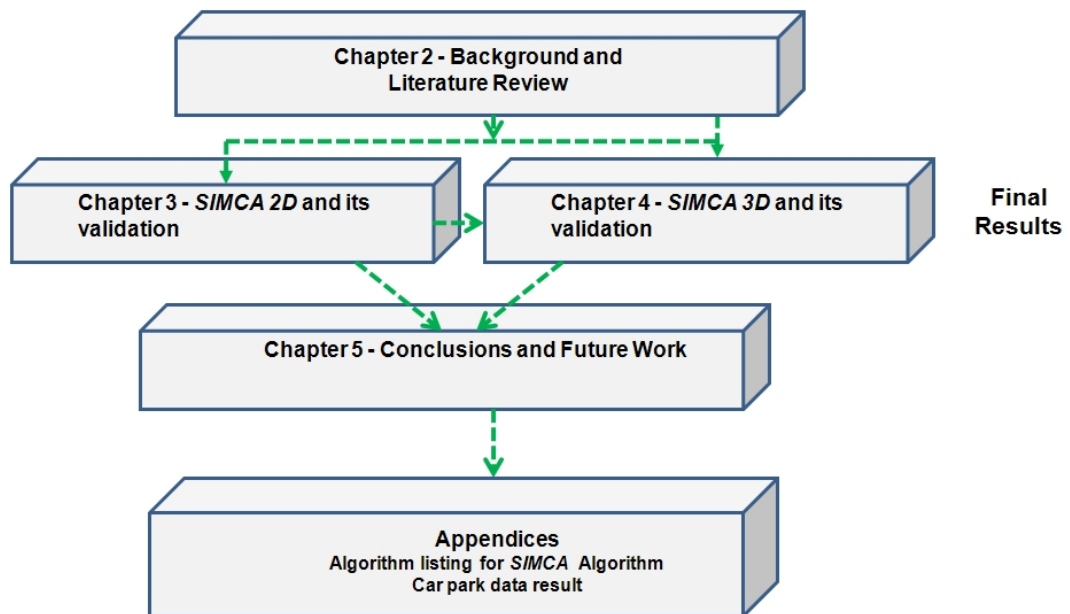 Chapter 2 - Background and
Literature Review
Chapter 3 - SIMCA 2D and its
validation
Chapter 4 - SIMCA 3D and its
validation
Final
Results
Chapter 5 - Conclusions and Future Work
Appendices
Algorithm listing for SIMCA Algorithm
Car park data result